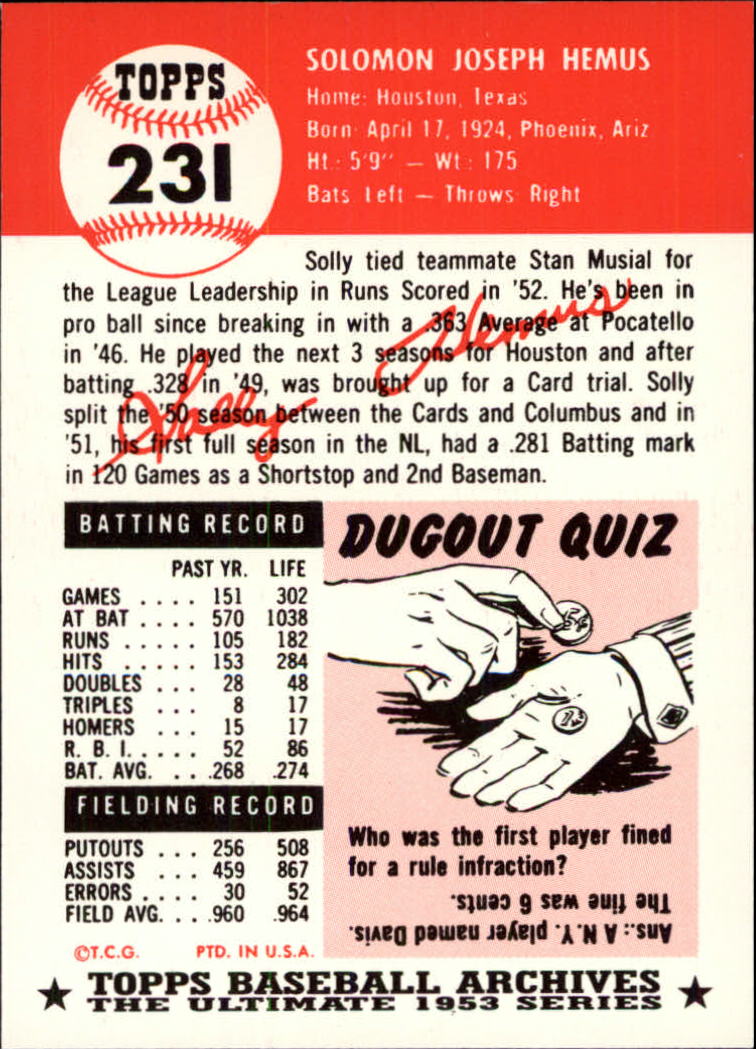 TOPPS
231
SOLOMON JOSEPH HEMUS
Home: Houston, Texas
Born: April 17, 1924, Phoenix, Ariz
Ht.: 5'9" — Wt.: 175
Bats: Left — Throws: Right
Solly tied teammate Stan Musial for
the League Leadership in Runs Scored in '52. He's been in
pro ball since breaking in with a .363 Average at Pocatello
in '46. He played the next 3 seasons for Houston and after
batting .328 in '49, was brought up for a Card trial. Solly
split the '50 season between the Cards and Columbus and in
'51, his first full season in the NL, had a .281 Batting mark
in 120 Games as a Shortstop and 2nd Baseman.
Solly Hemus
BATTING RECORD
PAST YR. LIFE
GAMES .... 151 302
AT BAT .... 570 1038
RUNS ..... 105 182
HITS ..... 153 284
DOUBLES ... 28 48
TRIPLES ... 8 17
HOMERS ... 15 17
R. B. I. .... 52 86
BAT. AVG. .. .268 .274
FIELDING RECORD
PUTOUTS ... 256 508
ASSISTS ... 459 867
ERRORS .... 30 52
FIELD AVG. ... .960 .964
©T.C.G. PTD. IN U.S.A.
DUGOUT QUIZ
5¢
1¢
Who was the first player fined
for a rule infraction?
Ans.: A N.Y. player named Davis.
The fine was 6 cents.
TOPPS BASEBALL ARCHIVES
THE ULTIMATE 1953 SERIES